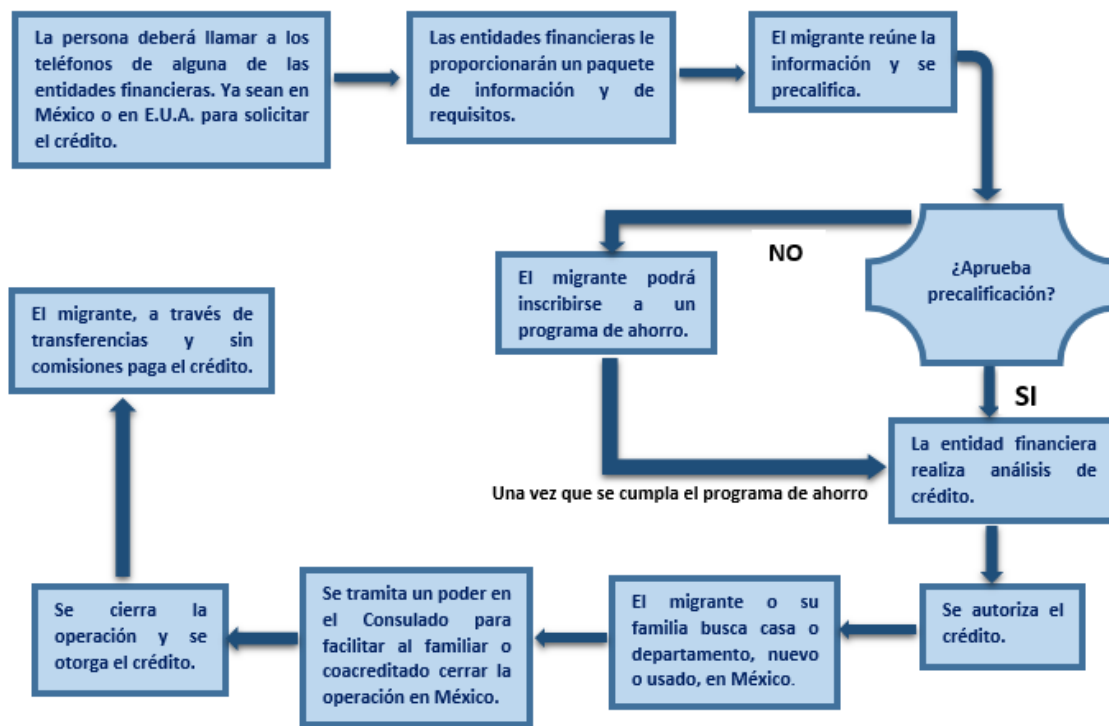 La persona deberá llamar a los
teléfonos de alguna de las
entidades financieras. Ya sean en
México o en E.U.A. para solicitar
el crédito.
Las entidades financieras le
proporcionarán un paquete
de información y de
requisitos.
El migrante reúne la
información y se
precalifica.
¿Aprueba
precalificación?
NO
El migrante podrá
inscribirse a un
programa de ahorro.
Una vez que se cumpla el programa de ahorro
SI
La entidad financiera
realiza análisis de
crédito.
Se autoriza el
crédito.
El migrante o su
familia busca casa o
departamento, nuevo
o usado, en México.
Se tramita un poder en
el Consulado para
facilitar al familiar o
coacreditado cerrar la
operación en México.
Se cierra la
operación y se
otorga el crédito.
El migrante, a través de
transferencias y sin
comisiones paga el crédito.